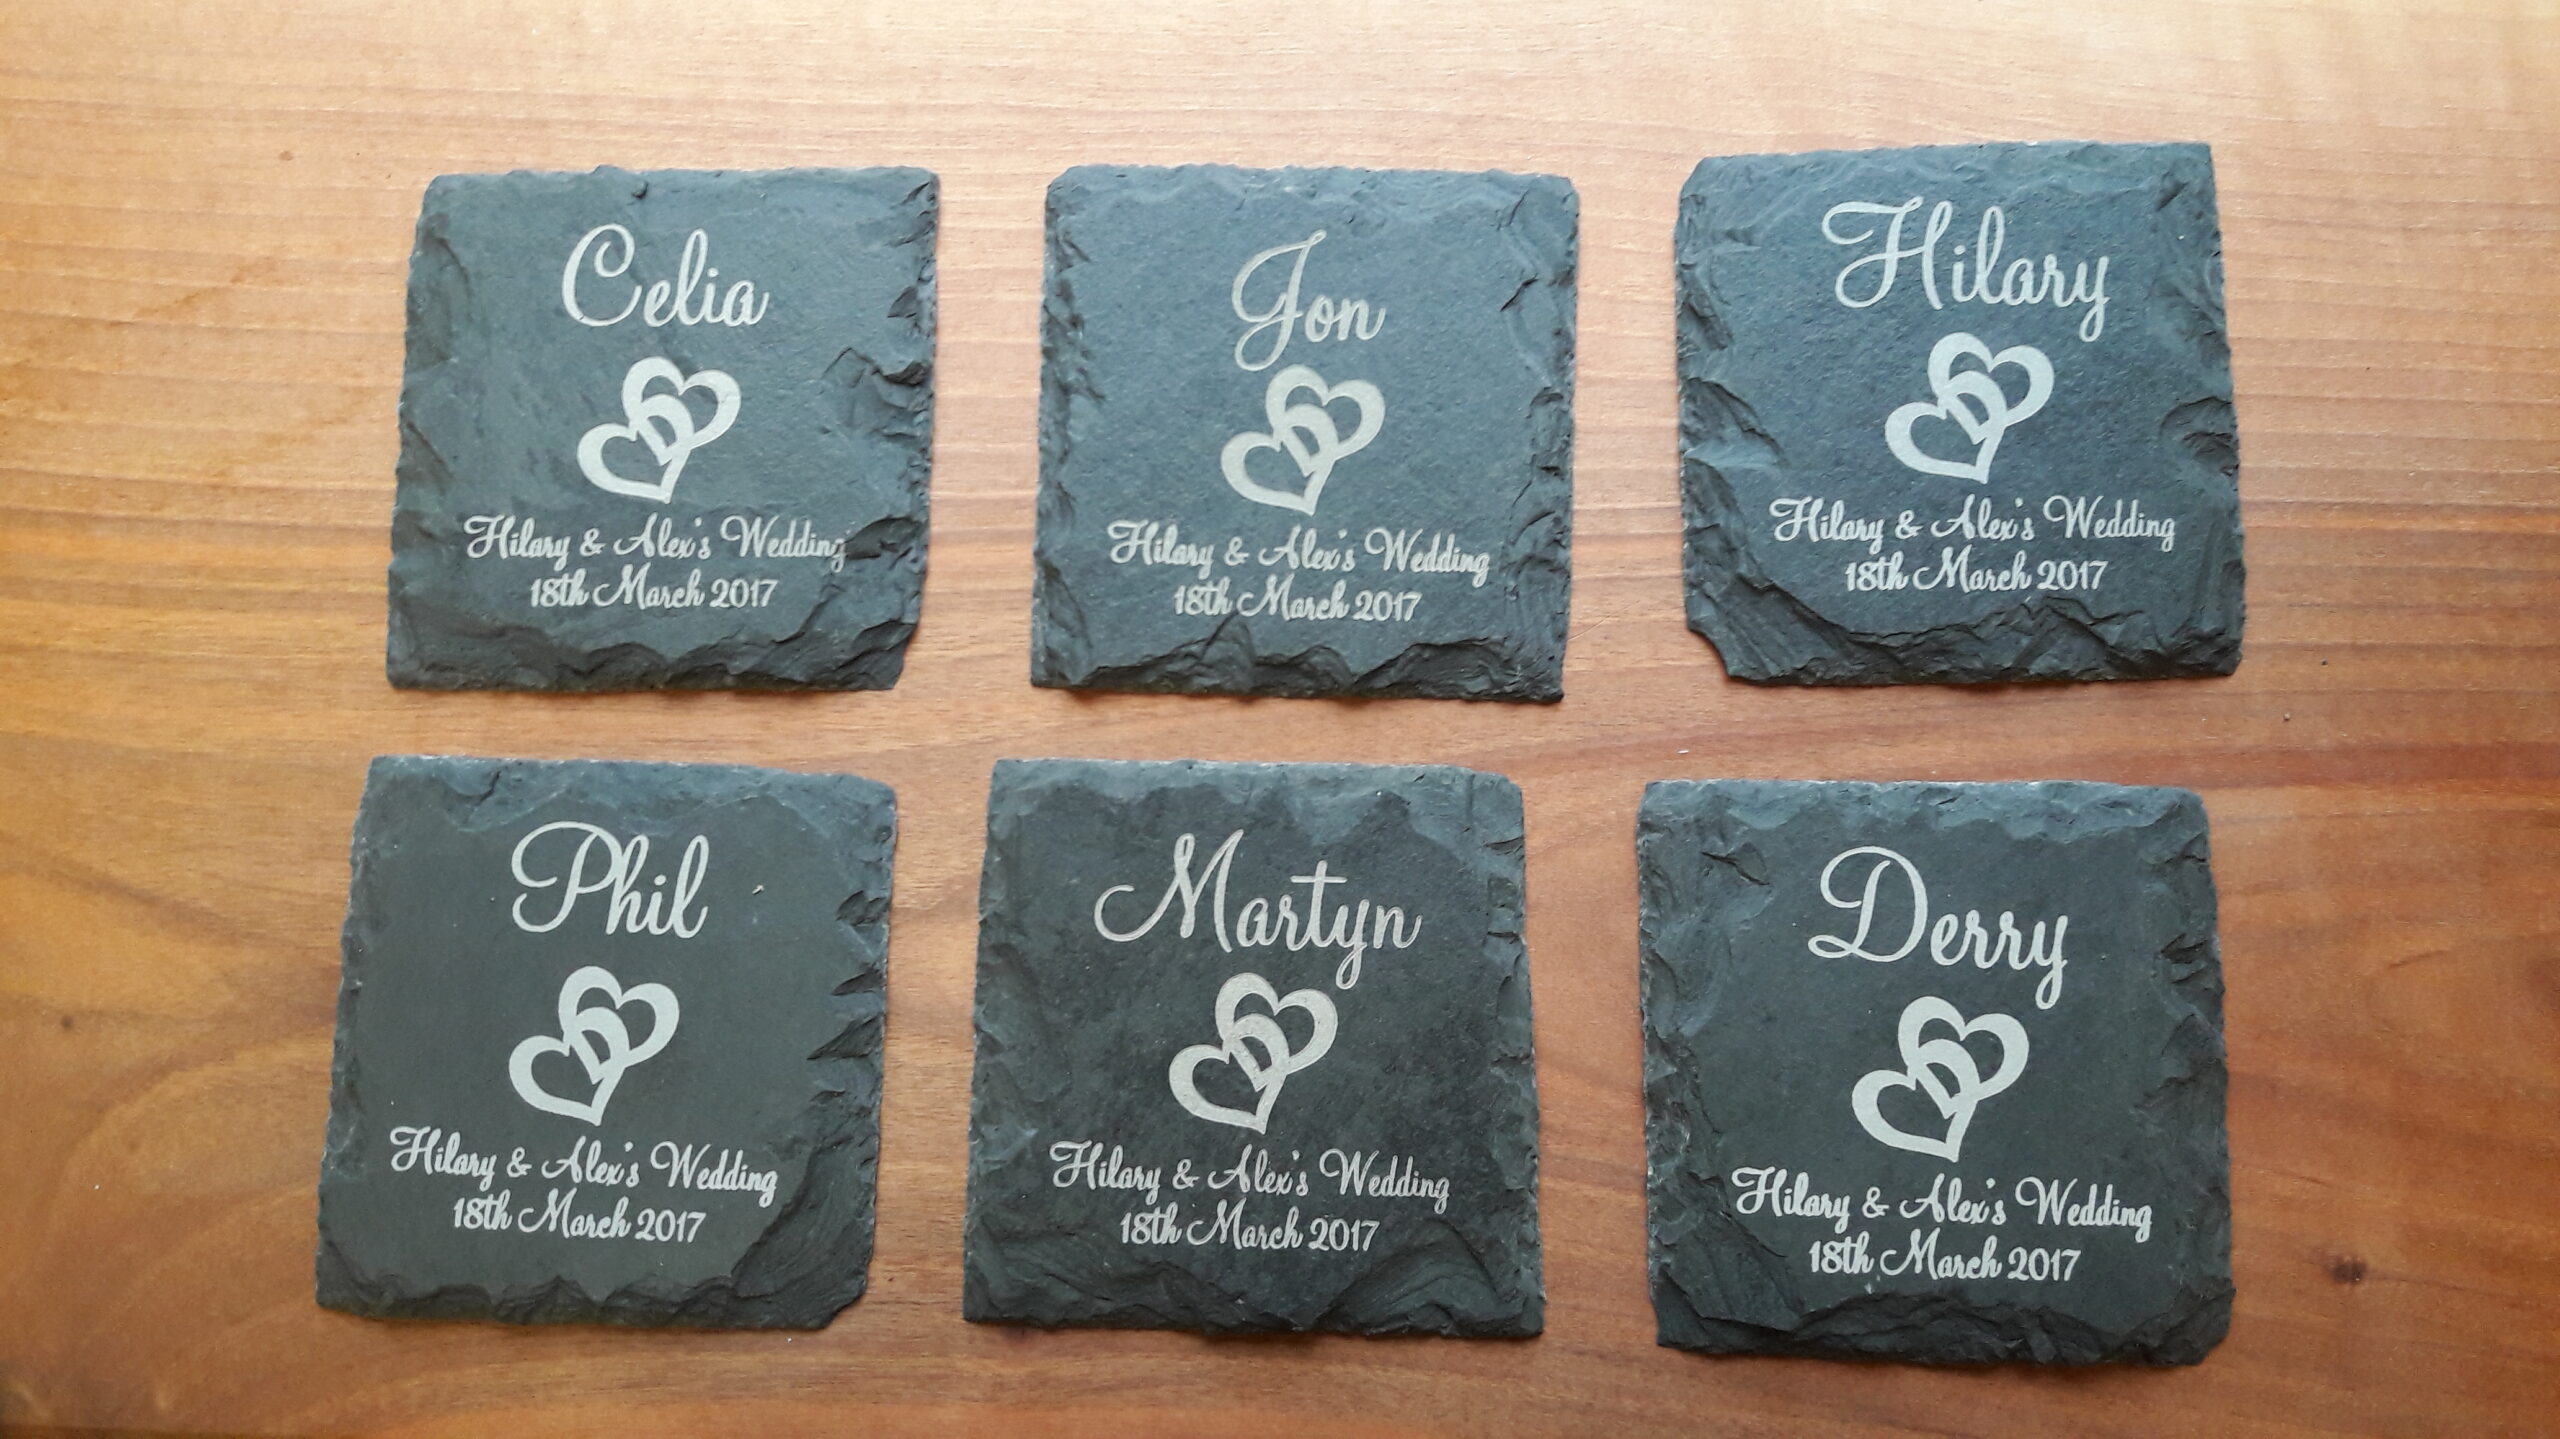 Celia
Hilary & Alex's Wedding
18th March 2017
Jon
Hilary & Alex's Wedding
18th March 2017
Hilary
Hilary & Alex's Wedding
18th March 2017
Phil
Hilary & Alex's Wedding
18th March 2017
Martyn
Hilary & Alex's Wedding
18th March 2017
Derry
Hilary & Alex's Wedding
18th March 2017